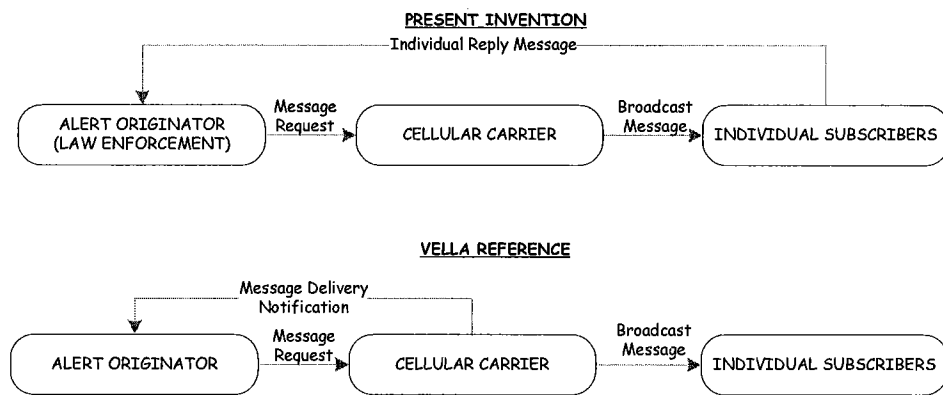 PRESENT INVENTION
Individual Reply Message
ALERT ORIGINATOR
(LAW ENFORCEMENT)
Message
Request
CELLULAR CARRIER
Broadcast
Message
INDIVIDUAL SUBSCRIBERS
VELLA REFERENCE
Message Delivery
Notification
ALERT ORIGINATOR
Message
Request
CELLULAR CARRIER
Broadcast
Message
INDIVIDUAL SUBSCRIBERS